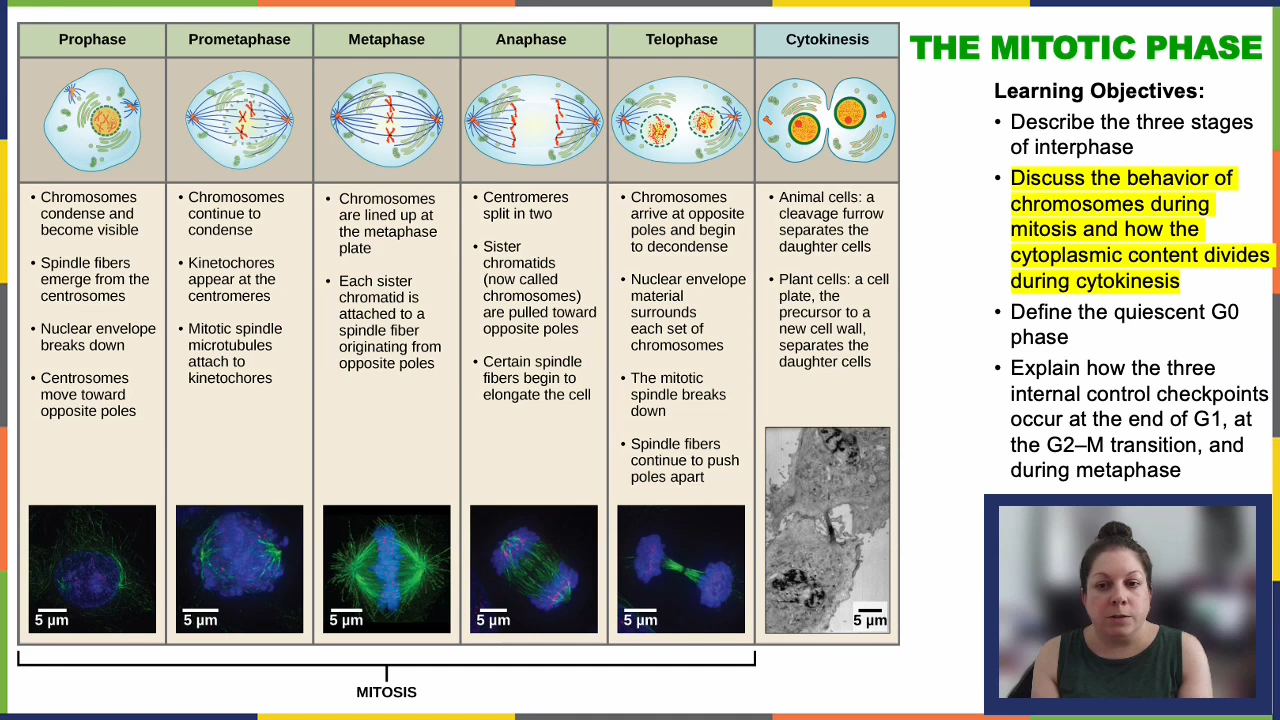 Prophase
Prometaphase
Metaphase
Anaphase
Telophase
Cytokinesis
• Chromosomes
condense and
become visible
• Spindle fibers
emerge from the
centrosomes
• Nuclear envelope
breaks down
• Centrosomes
move toward
opposite poles
5 µm
• Chromosomes
continue to
condense
• Kinetochores
appear at the
centromeres
• Mitotic spindle
microtubules
attach to
kinetochores
5 µm
• Chromosomes
are lined up at
the metaphase
plate
• Each sister
chromatid is
attached to a
spindle fiber
originating from
opposite poles
5 µm
• Centromeres
split in two
• Sister
chromatids
(now called
chromosomes)
are pulled toward
opposite poles
• Certain spindle
fibers begin to
elongate the cell
5 µm
• Chromosomes
arrive at opposite
poles and begin
to decondense
• Nuclear envelope
material
surrounds
each set of
chromosomes
• The mitotic
spindle breaks
down
• Spindle fibers
continue to push
poles apart
5 µm
• Animal cells: a
cleavage furrow
separates the
daughter cells
• Plant cells: a cell
plate, the
precursor to a
new cell wall,
separates the
daughter cells
5 µm
MITOSIS
THE MITOTIC PHASE
Learning Objectives:
• Describe the three stages
of interphase
• Discuss the behavior of
chromosomes during
mitosis and how the
cytoplasmic content divides
during cytokinesis
• Define the quiescent G0
phase
• Explain how the three
internal control checkpoints
occur at the end of G1, at
the G2–M transition, and
during metaphase